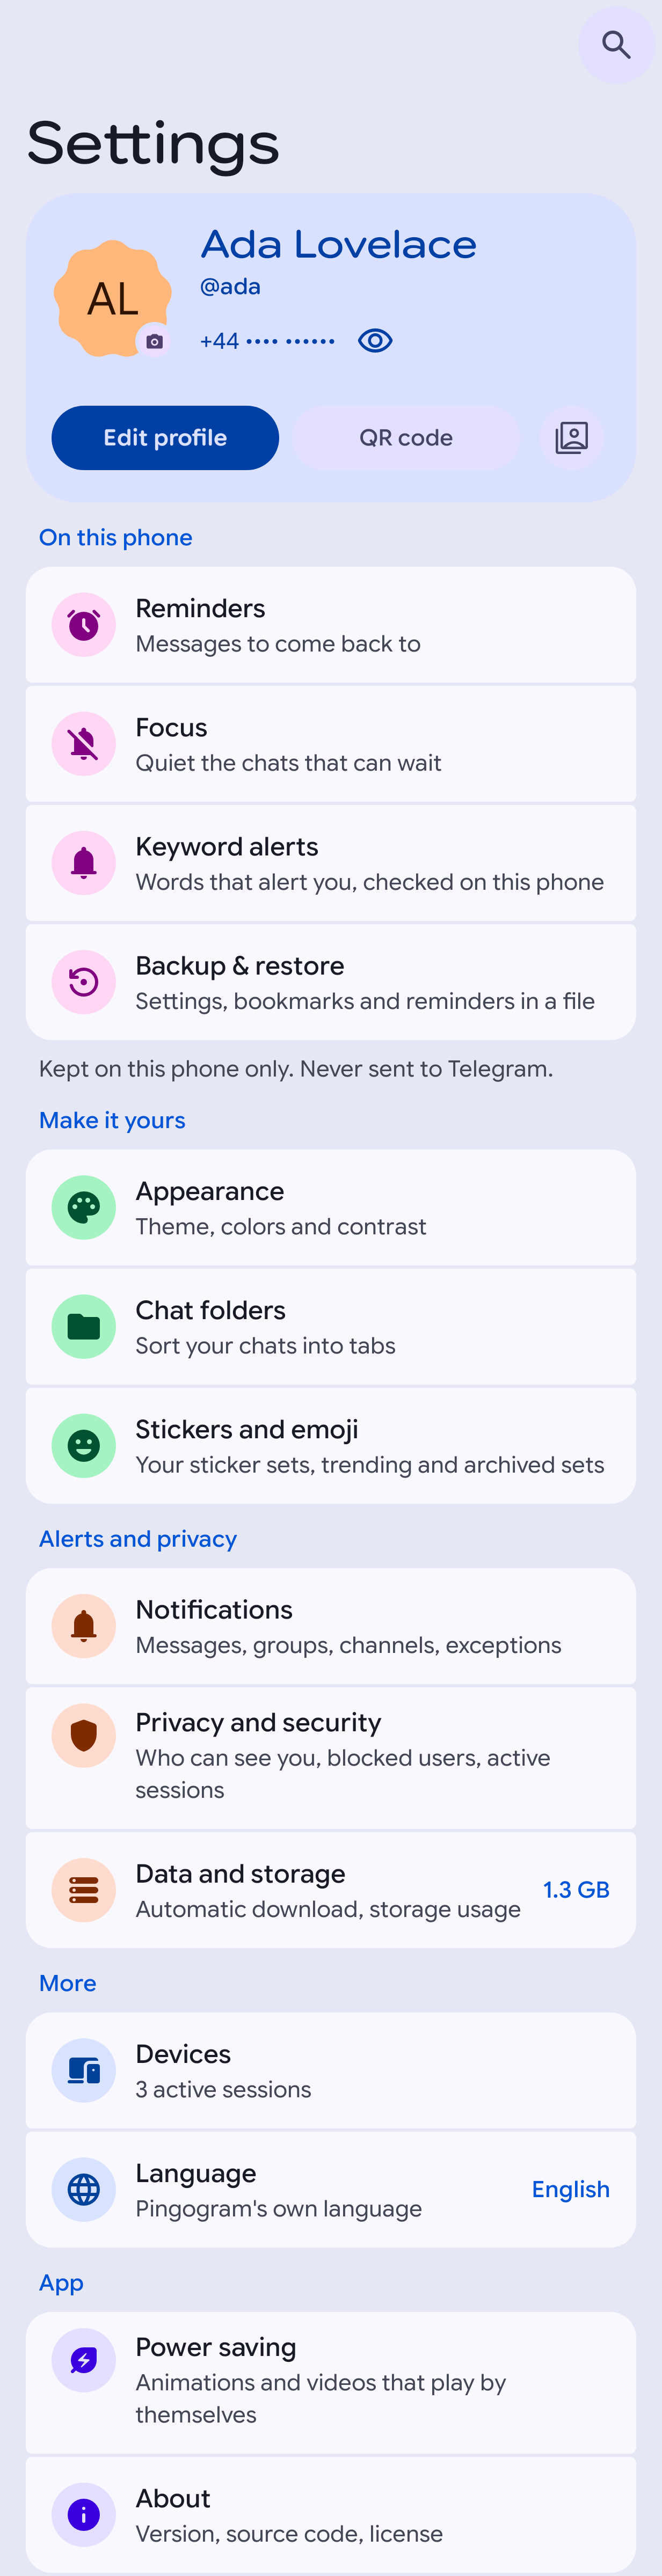 Settings
AL
Ada Lovelace
@ada
+44 •••• ••••••
Edit profile
QR code
On this phone
Reminders
Messages to come back to
Focus
Quiet the chats that can wait
Keyword alerts
Words that alert you, checked on this phone
Backup & restore
Settings, bookmarks and reminders in a file
Kept on this phone only. Never sent to Telegram.
Make it yours
Appearance
Theme, colors and contrast
Chat folders
Sort your chats into tabs
Stickers and emoji
Your sticker sets, trending and archived sets
Alerts and privacy
Notifications
Messages, groups, channels, exceptions
Privacy and security
Who can see you, blocked users, active
sessions
Data and storage
Automatic download, storage usage
1.3 GB
More
Devices
3 active sessions
Language
Pingogram's own language
English
App
Power saving
Animations and videos that play by
themselves
About
Version, source code, license